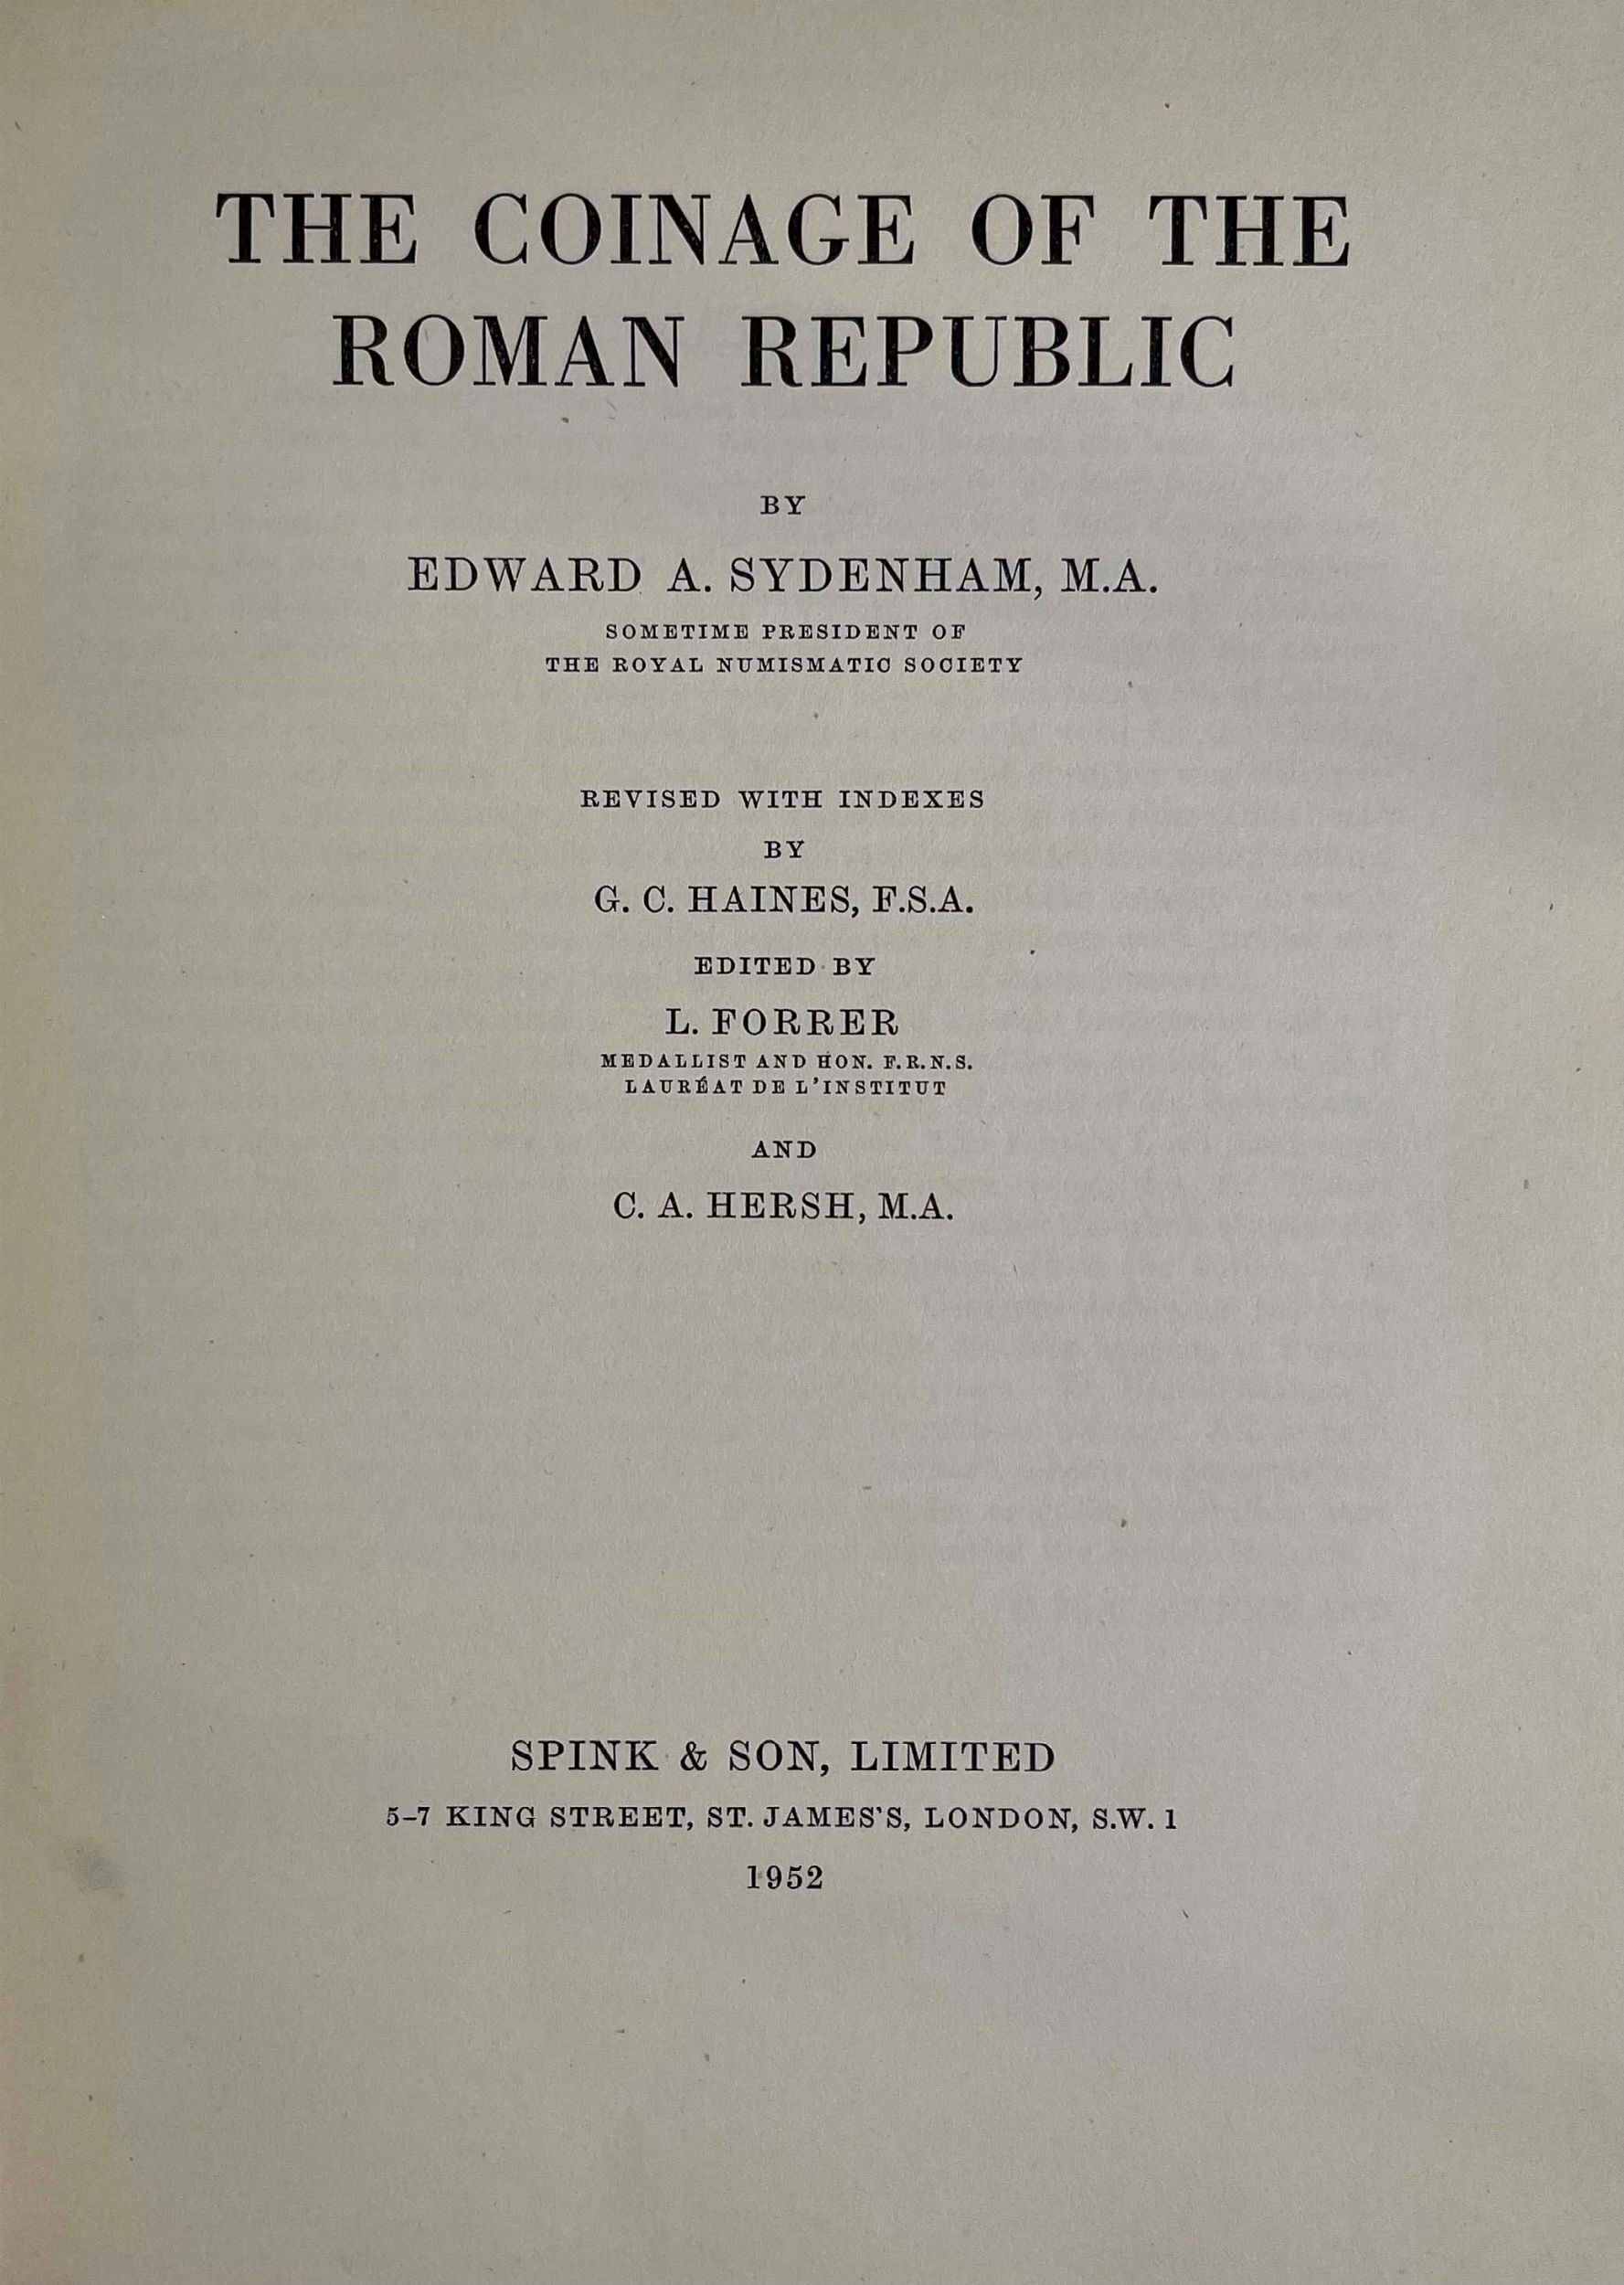 THE COINAGE OF THE
ROMAN REPUBLIC
BY
EDWARD A. SYDENHAM, M.A.
SOMETIME PRESIDENT OF
THE ROYAL NUMISMATIC SOCIETY
REVISED WITH INDEXES
BY
G. C. HAINES, F.S.A.
EDITED BY
L. FORRER
MEDALLIST AND HON. F.R.N.S.
LAURÉAT DE L'INSTITUT
AND
C. A. HERSH, M.A.
SPINK & SON, LIMITED
5–7 KING STREET, ST. JAMES'S, LONDON, S.W. 1
1952